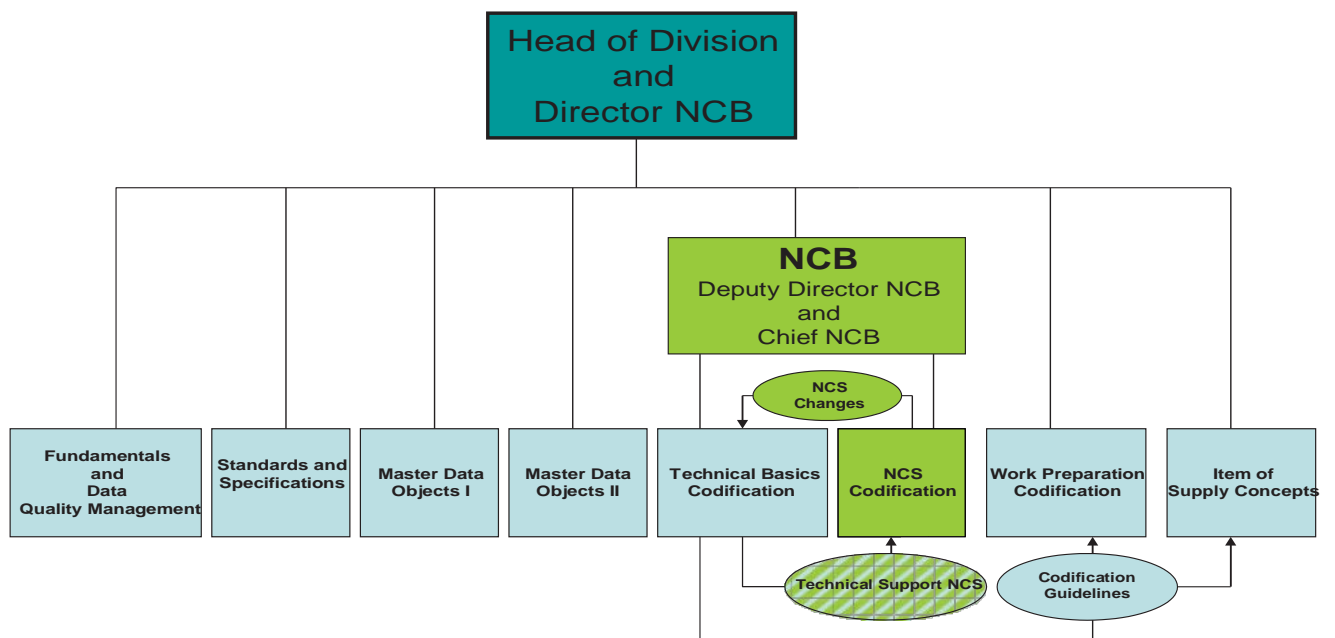 Head of Division
and
Director NCB
NCB
Deputy Director NCB
and
Chief NCB
NCS
Changes
Fundamentals
and
Data
Quality Management
Standards and
Specifications
Master Data
Objects I
Master Data
Objects II
Technical Basics
Codification
NCS
Codification
Work Preparation
Codification
Item of
Supply Concepts
Technical Support NCS
Codification
Guidelines